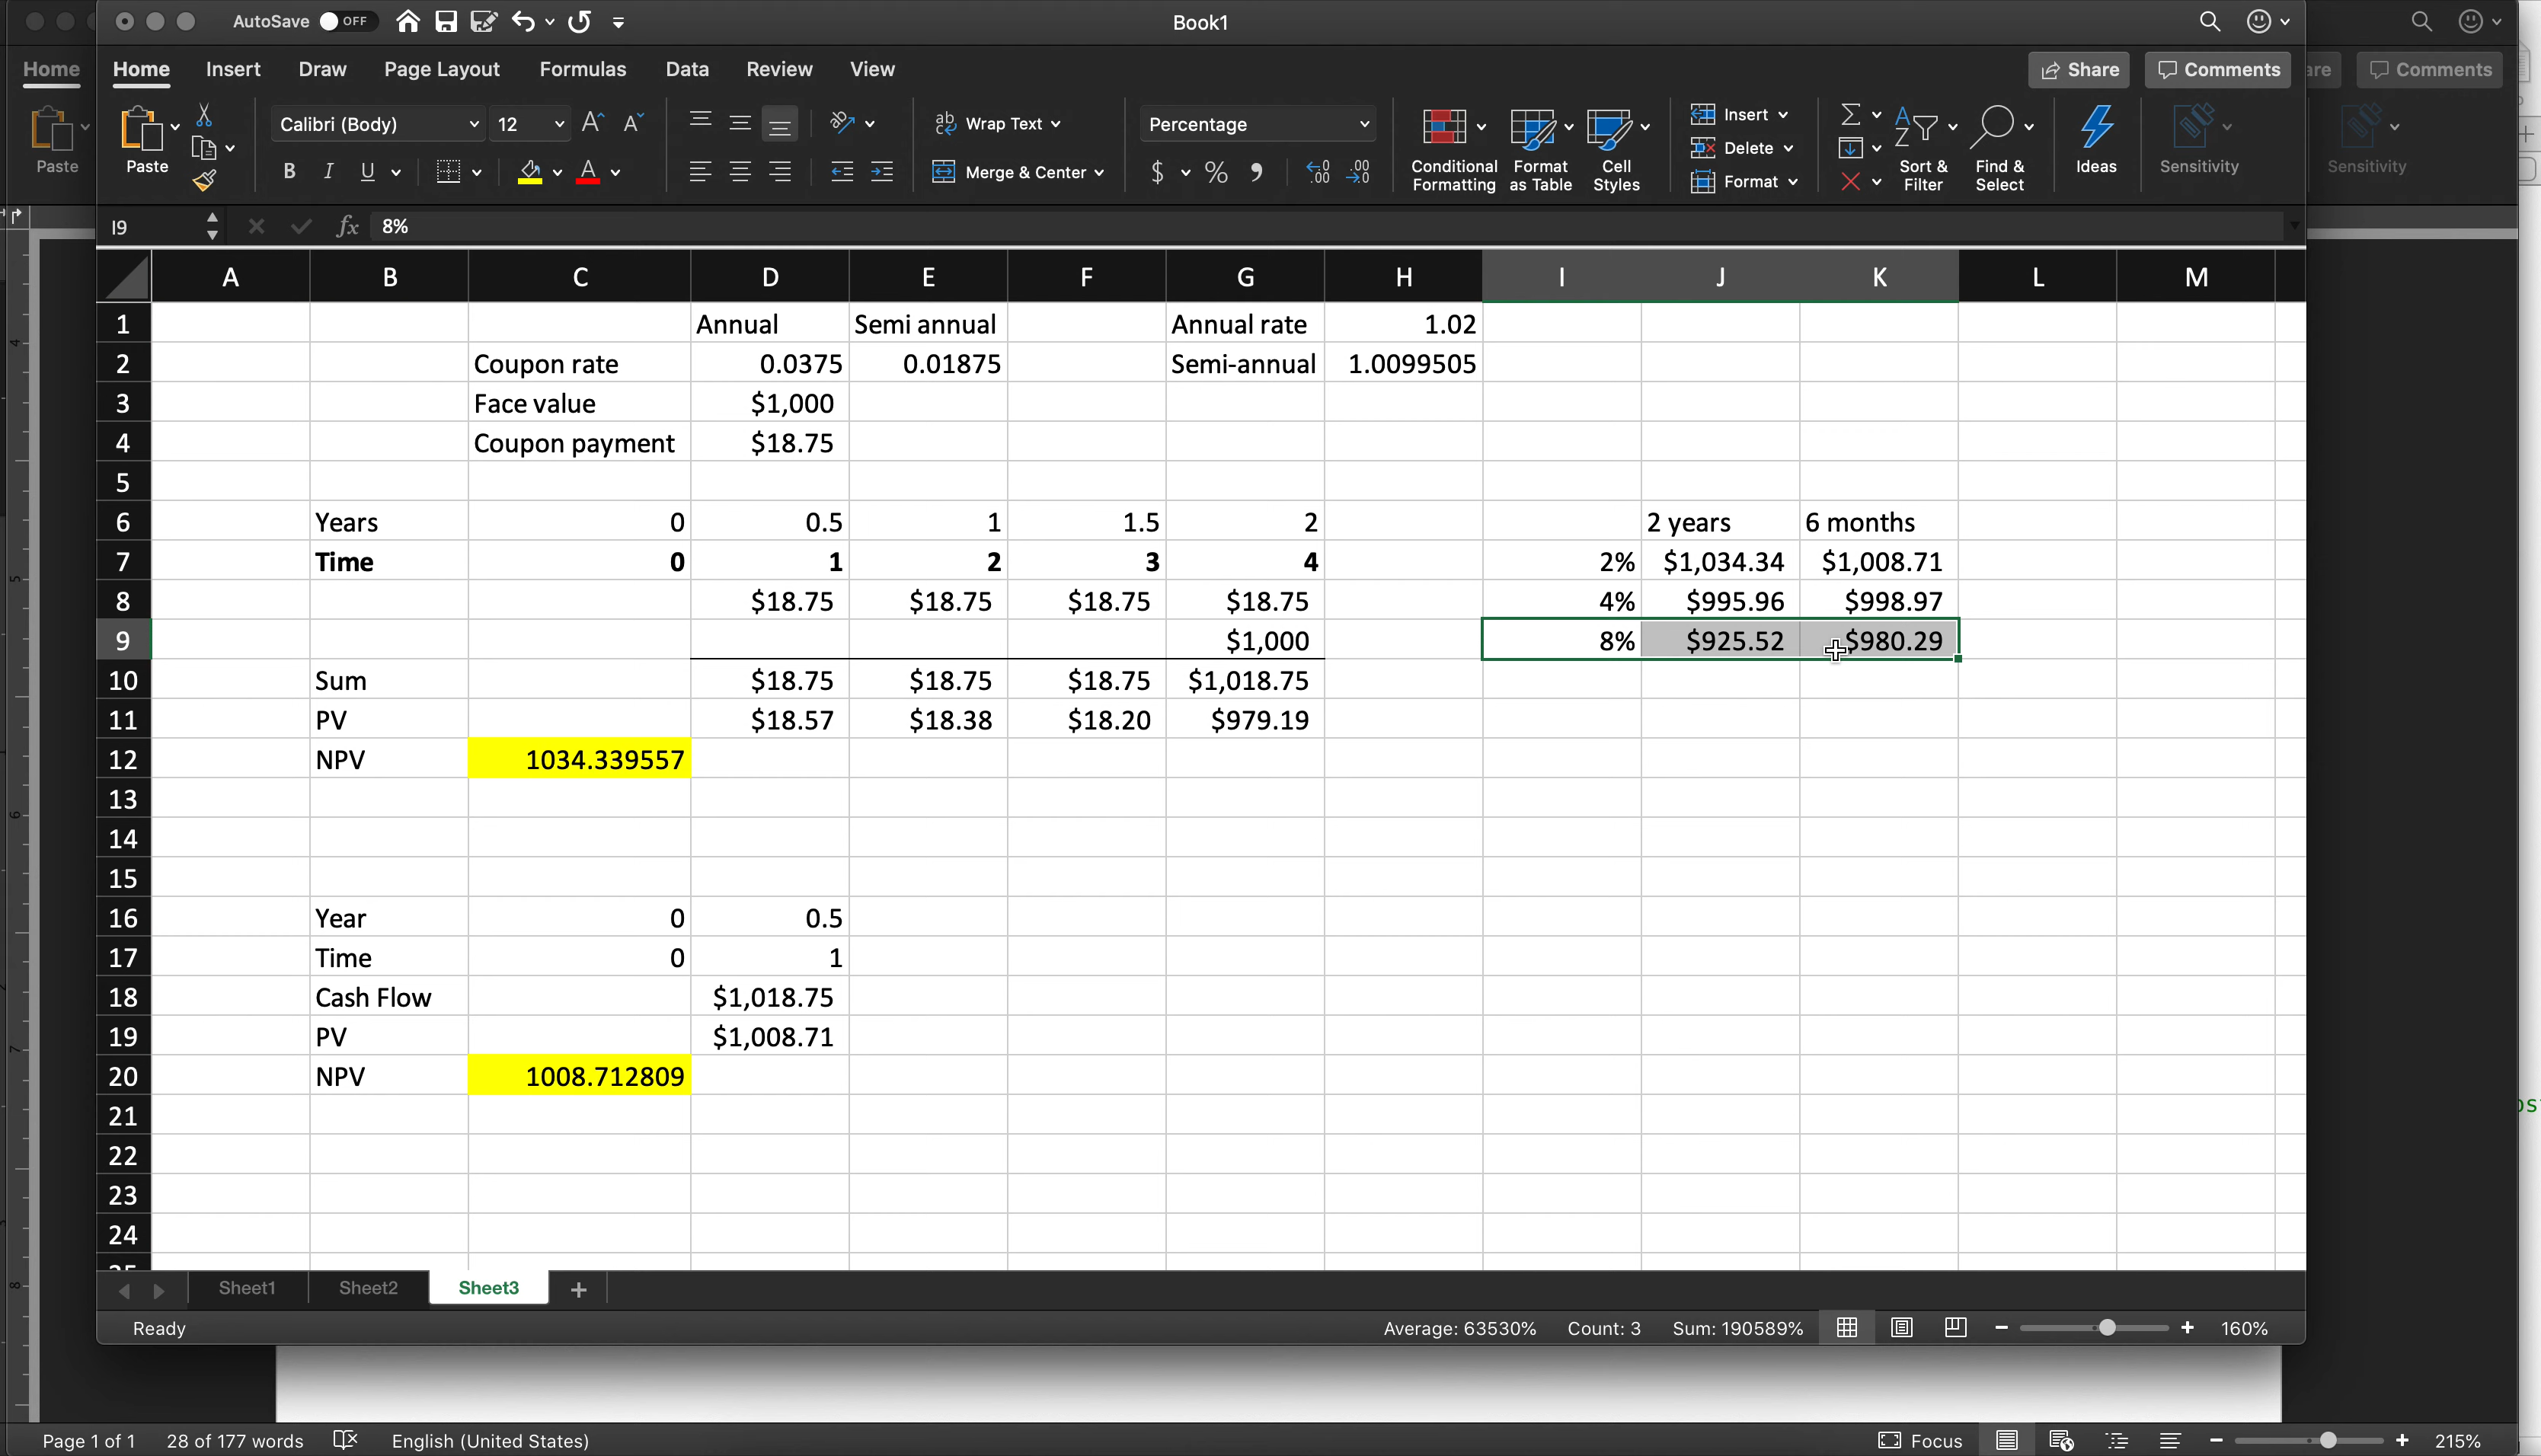 AutoSave OFF Book1
Home Home Insert Draw Page Layout Formulas Data Review View Share Comments Comments
Paste Paste Calibri (Body) 12 Wrap Text Percentage Conditional Formatting Format as Table Cell Styles Insert Delete Format Sort & Filter Find & Select Ideas Sensitivity Sensitivity
B I U A Merge & Center $ %
I9 fx 8%
A B C D E F G H I J K L M
1 Annual Semi annual Annual rate 1.02
2 Coupon rate 0.0375 0.01875 Semi-annual 1.0099505
3 Face value $1,000
4 Coupon payment $18.75
5
6 Years 0 0.5 1 1.5 2 2 years 6 months
7 Time 0 1 2 3 4 2% $1,034.34 $1,008.71
8 $18.75 $18.75 $18.75 $18.75 4% $995.96 $998.97
9 $1,000 8% $925.52 $980.29
10 Sum $18.75 $18.75 $18.75 $1,018.75
11 PV $18.57 $18.38 $18.20 $979.19
12 NPV 1034.339557
13
14
15
16 Year 0 0.5
17 Time 0 1
18 Cash Flow $1,018.75
19 PV $1,008.71
20 NPV 1008.712809
21
22
23
24
Sheet1 Sheet2 Sheet3 +
Ready Average: 63530% Count: 3 Sum: 190589% 160%
Page 1 of 1 28 of 177 words English (United States) Focus 215%